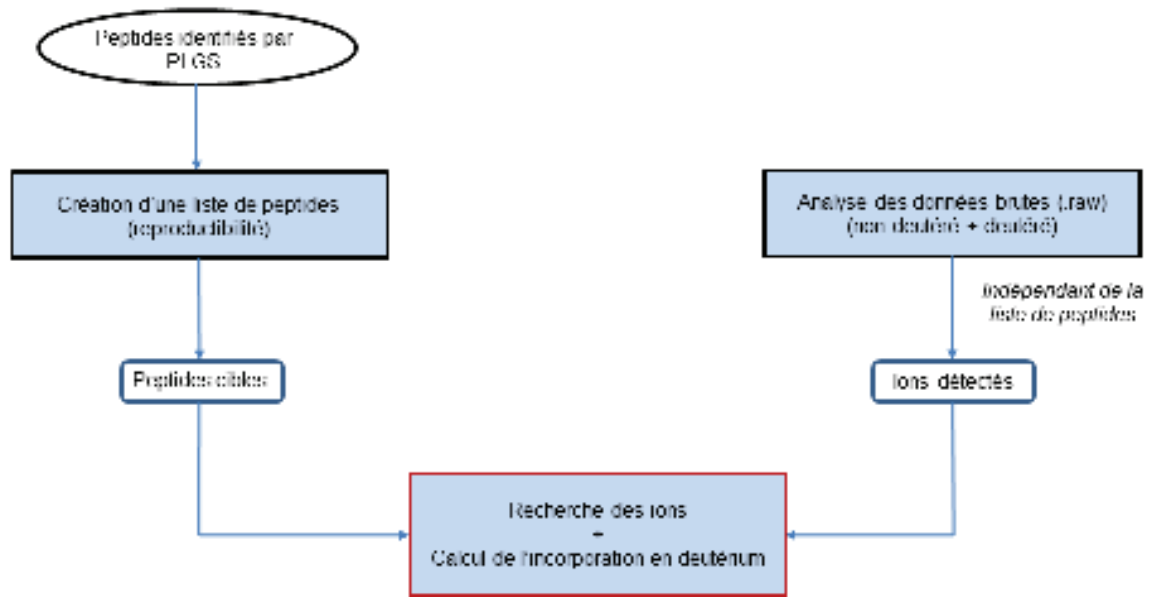 Peptides identifiés par
PLGS
Création d'une liste de peptides
(reproductibilité)
Analyse des données brutes (.raw)
(non deutéré + deutéré)
Indépendant de la
liste de peptides
Peptides cibles
Ions détectés
Recherche des ions
+
Calcul de l'incorporation en deutérium